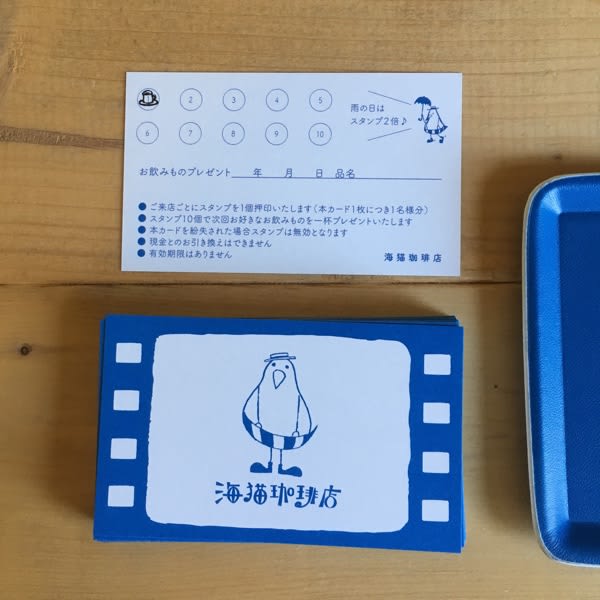 2 3 4 5
6 7 8 9 10
雨の日は
スタンプ2倍♪
お飲みものプレゼント 年 月 日 品名
● ご来店ごとにスタンプを1個押印いたします（本カード1枚につき1名様分）
● スタンプ10個で次回お好きなお飲みものを一杯プレゼントいたします
● 本カードを紛失された場合スタンプは無効となります
● 現金とのお引き換えはできません
● 有効期限はありません
海猫珈琲店
海猫珈琲店